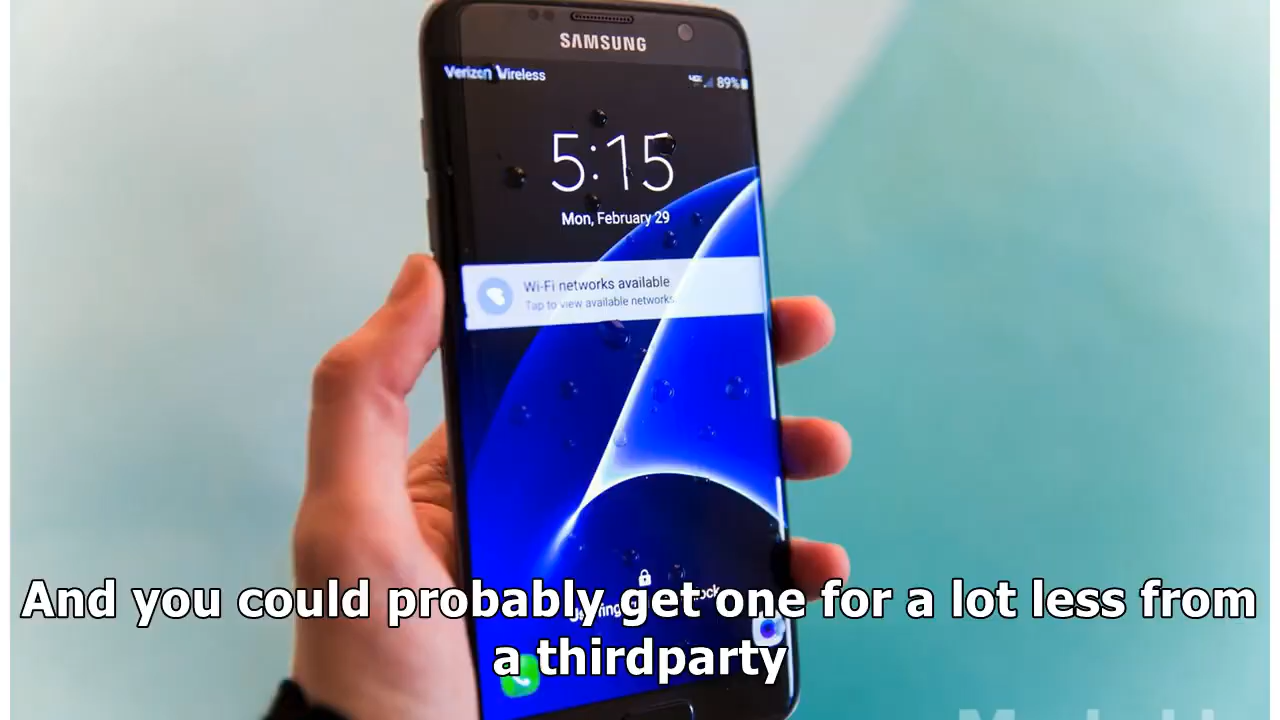 SAMSUNG
Verizon Wireless
89%
5:15
Mon, February 29
Wi-Fi networks available
Tap to view available networks
And you could probably get one for a lot less from
a thirdparty